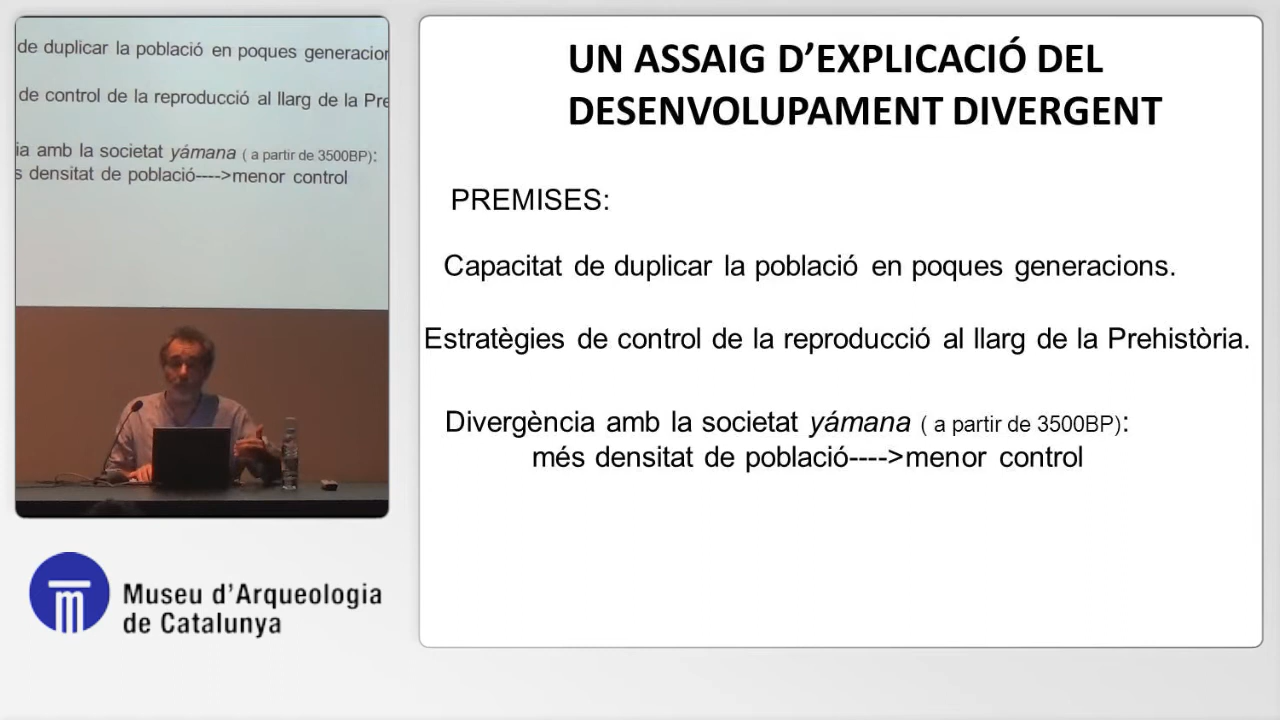 de duplicar la població en poques generacion
de control de la reproducció al llarg de la Pre
ia amb la societat yámana ( a partir de 3500BP):
s densitat de població---->menor control
Museu d’Arqueologia
de Catalunya
UN ASSAIG D’EXPLICACIÓ DEL
DESENVOLUPAMENT DIVERGENT
PREMISES:
Capacitat de duplicar la població en poques generacions.
Estratègies de control de la reproducció al llarg de la Prehistòria.
Divergència amb la societat yámana ( a partir de 3500BP):
més densitat de població---->menor control